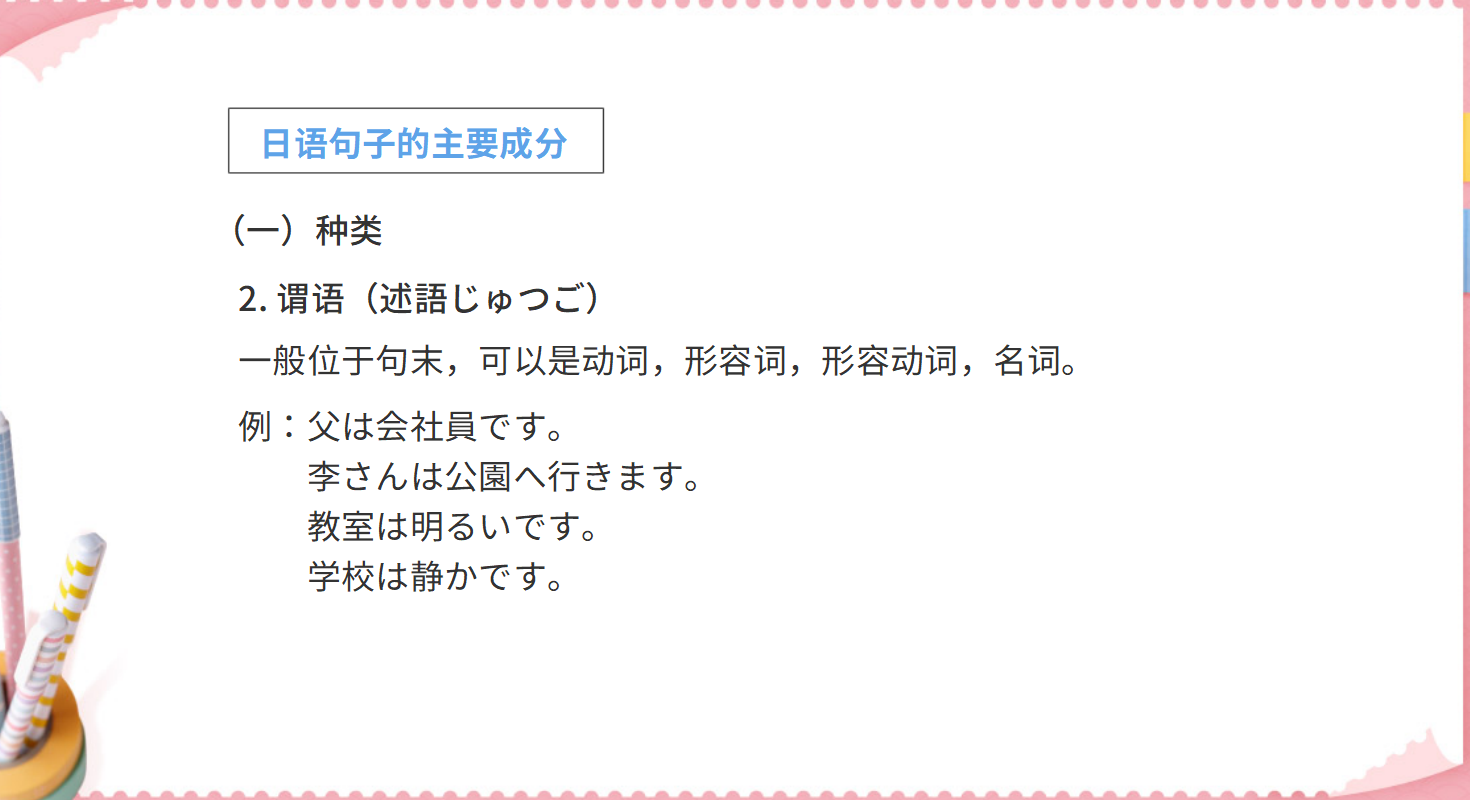 日语句子的主要成分
（一）种类
2. 谓语（述語じゅつご）
一般位于句末，可以是动词，形容词，形容动词，名词。
例：父は会社員です。
李さんは公園へ行きます。
教室は明るいです。
学校は静かです。